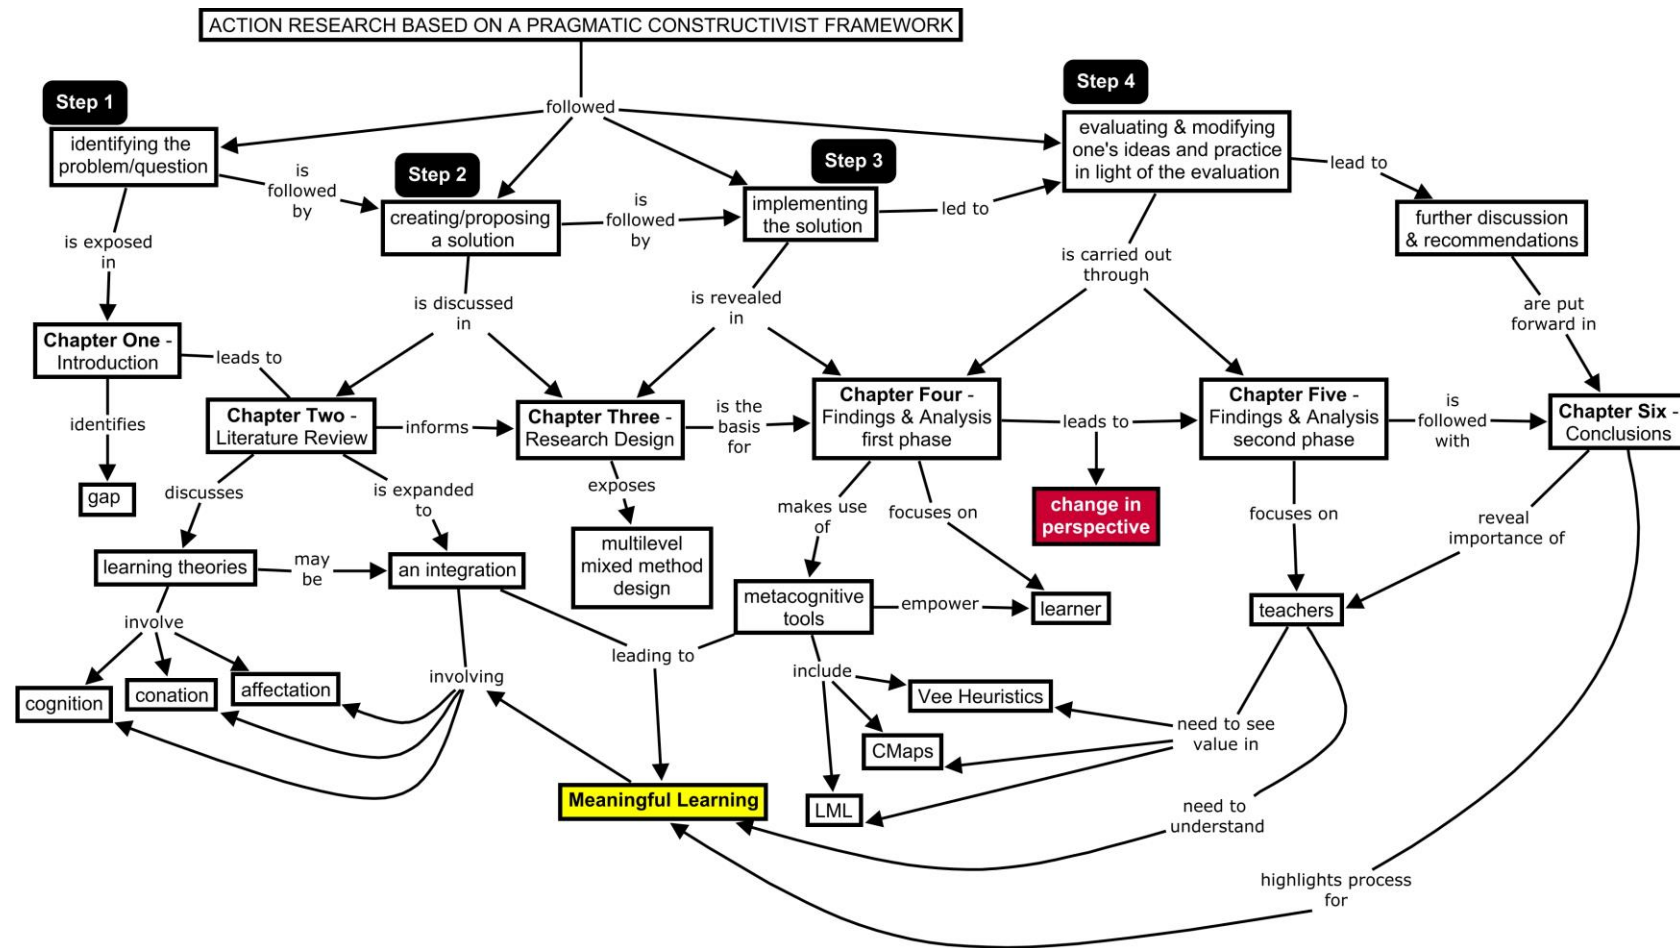 ACTION RESEARCH BASED ON A PRAGMATIC CONSTRUCTIVIST FRAMEWORK
followed
Step 1
identifying the
problem/question
is
followed
by
Step 2
creating/proposing
a solution
is
followed
by
Step 3
implementing
the solution
led to
Step 4
evaluating & modifying
one's ideas and practice
in light of the evaluation
lead to
further discussion
& recommendations
is exposed
in
is discussed
in
is revealed
in
is carried out
through
are put
forward in
Chapter One -
Introduction
leads to
Chapter Two -
Literature Review
informs
Chapter Three -
Research Design
is the
basis
for
Chapter Four -
Findings & Analysis
first phase
leads to
Chapter Five -
Findings & Analysis
second phase
is
followed
with
Chapter Six -
Conclusions
identifies
gap
discusses
is expanded
to
exposes
makes use
of
focuses on
change in
perspective
focuses on
reveal
importance of
learning theories
may
be
an integration
multilevel
mixed method
design
metacognitive
tools
empower
learner
teachers
involve
cognition
conation
affectation
involving
leading to
include
Vee Heuristics
CMaps
LML
need to see
value in
Meaningful Learning
need to
understand
highlights process
for